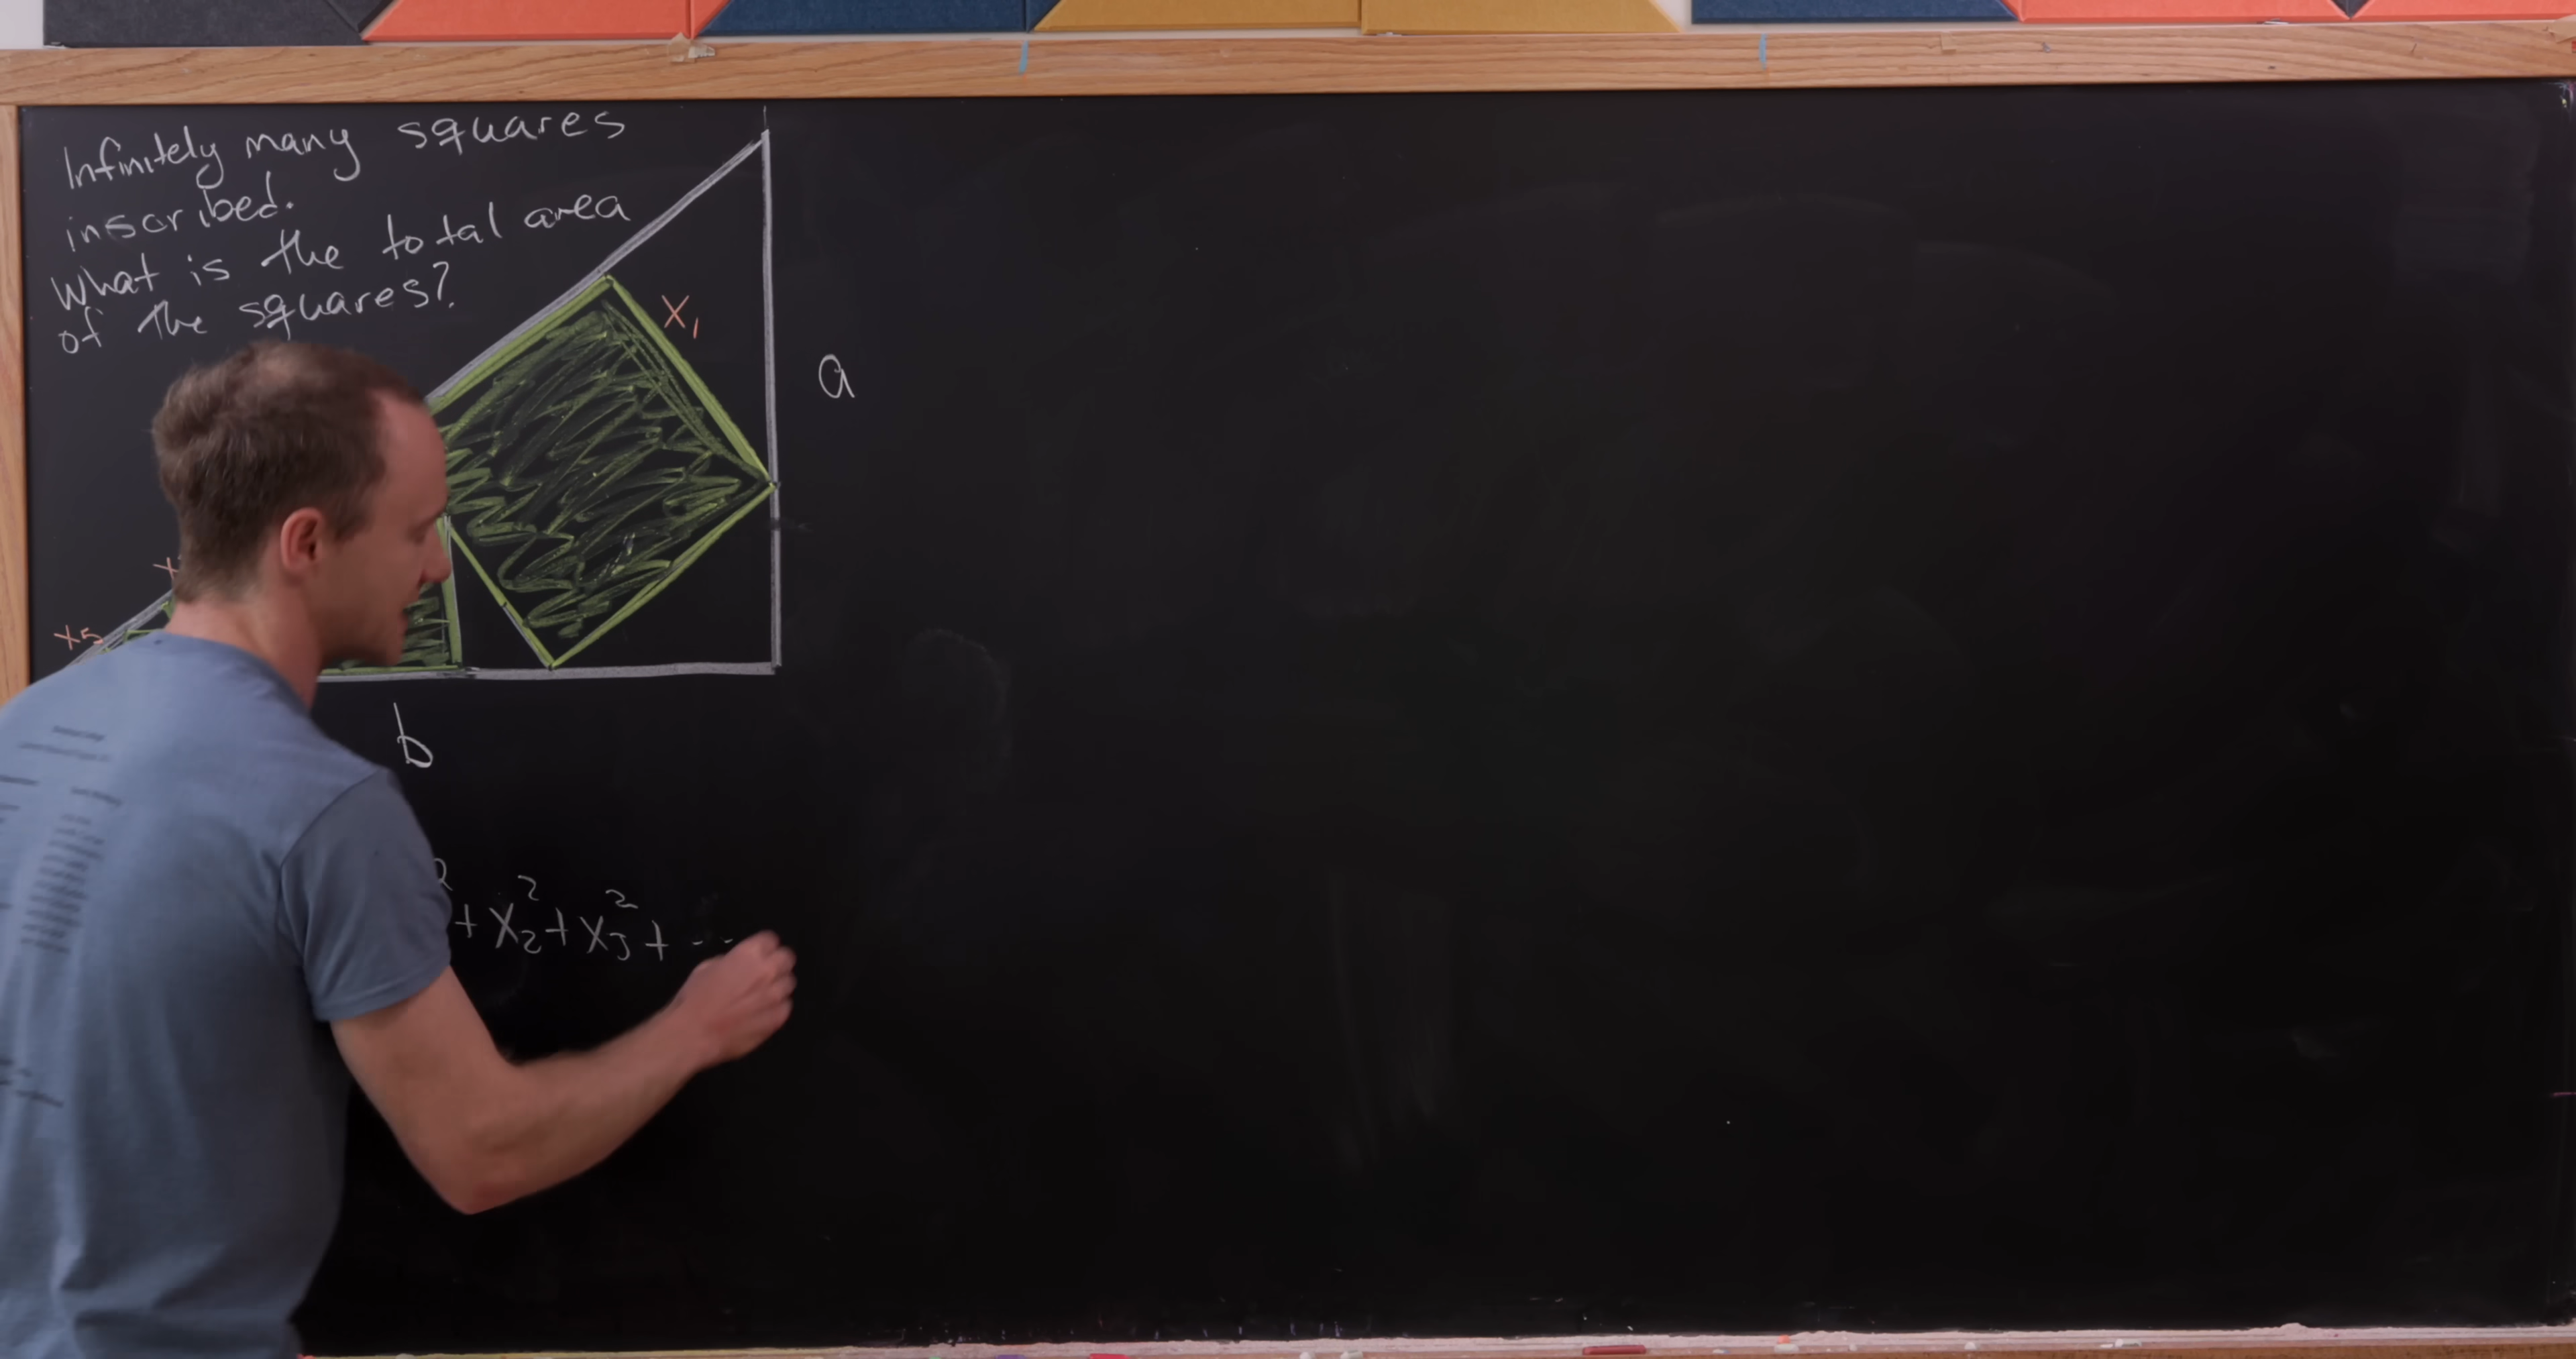 Infinitely many squares
inscribed.
What is the total area
of the squares?
X₁
a
X₅
b
+ X₂² + X₃² + ...